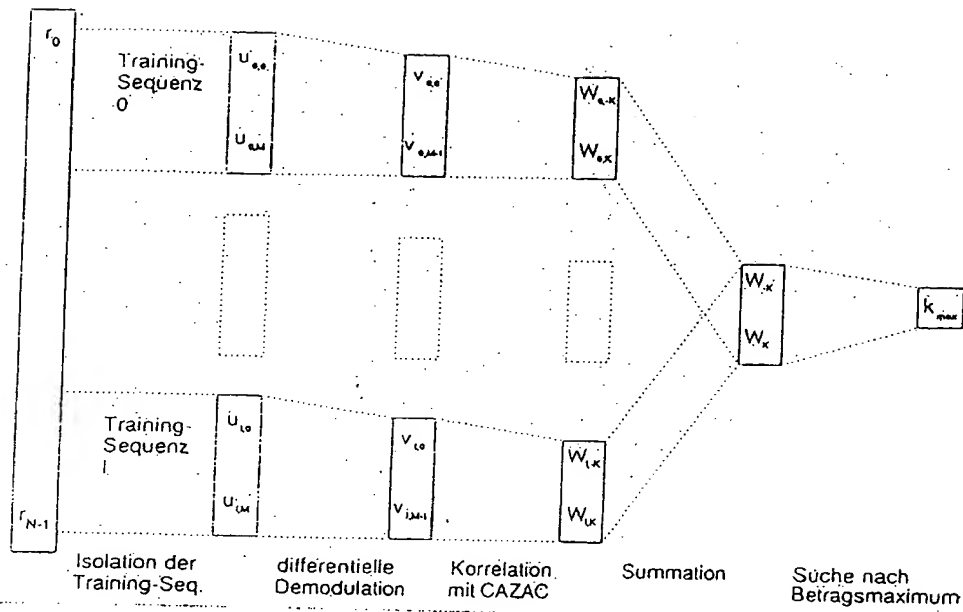 r0
Training-
Sequenz
0
u0,0
u0,M
v0,0
v0,M-1
W0,-K
W0,K
W-K
WK
kmax
Training-
Sequenz
I
uI,0
uI,M
vI,0
vI,M-1
WI,-K
WI,K
rN-1
Isolation der
Training-Seq.
differentielle
Demodulation
Korrelation
mit CAZAC
Summation
Suche nach
Betragsmaximum